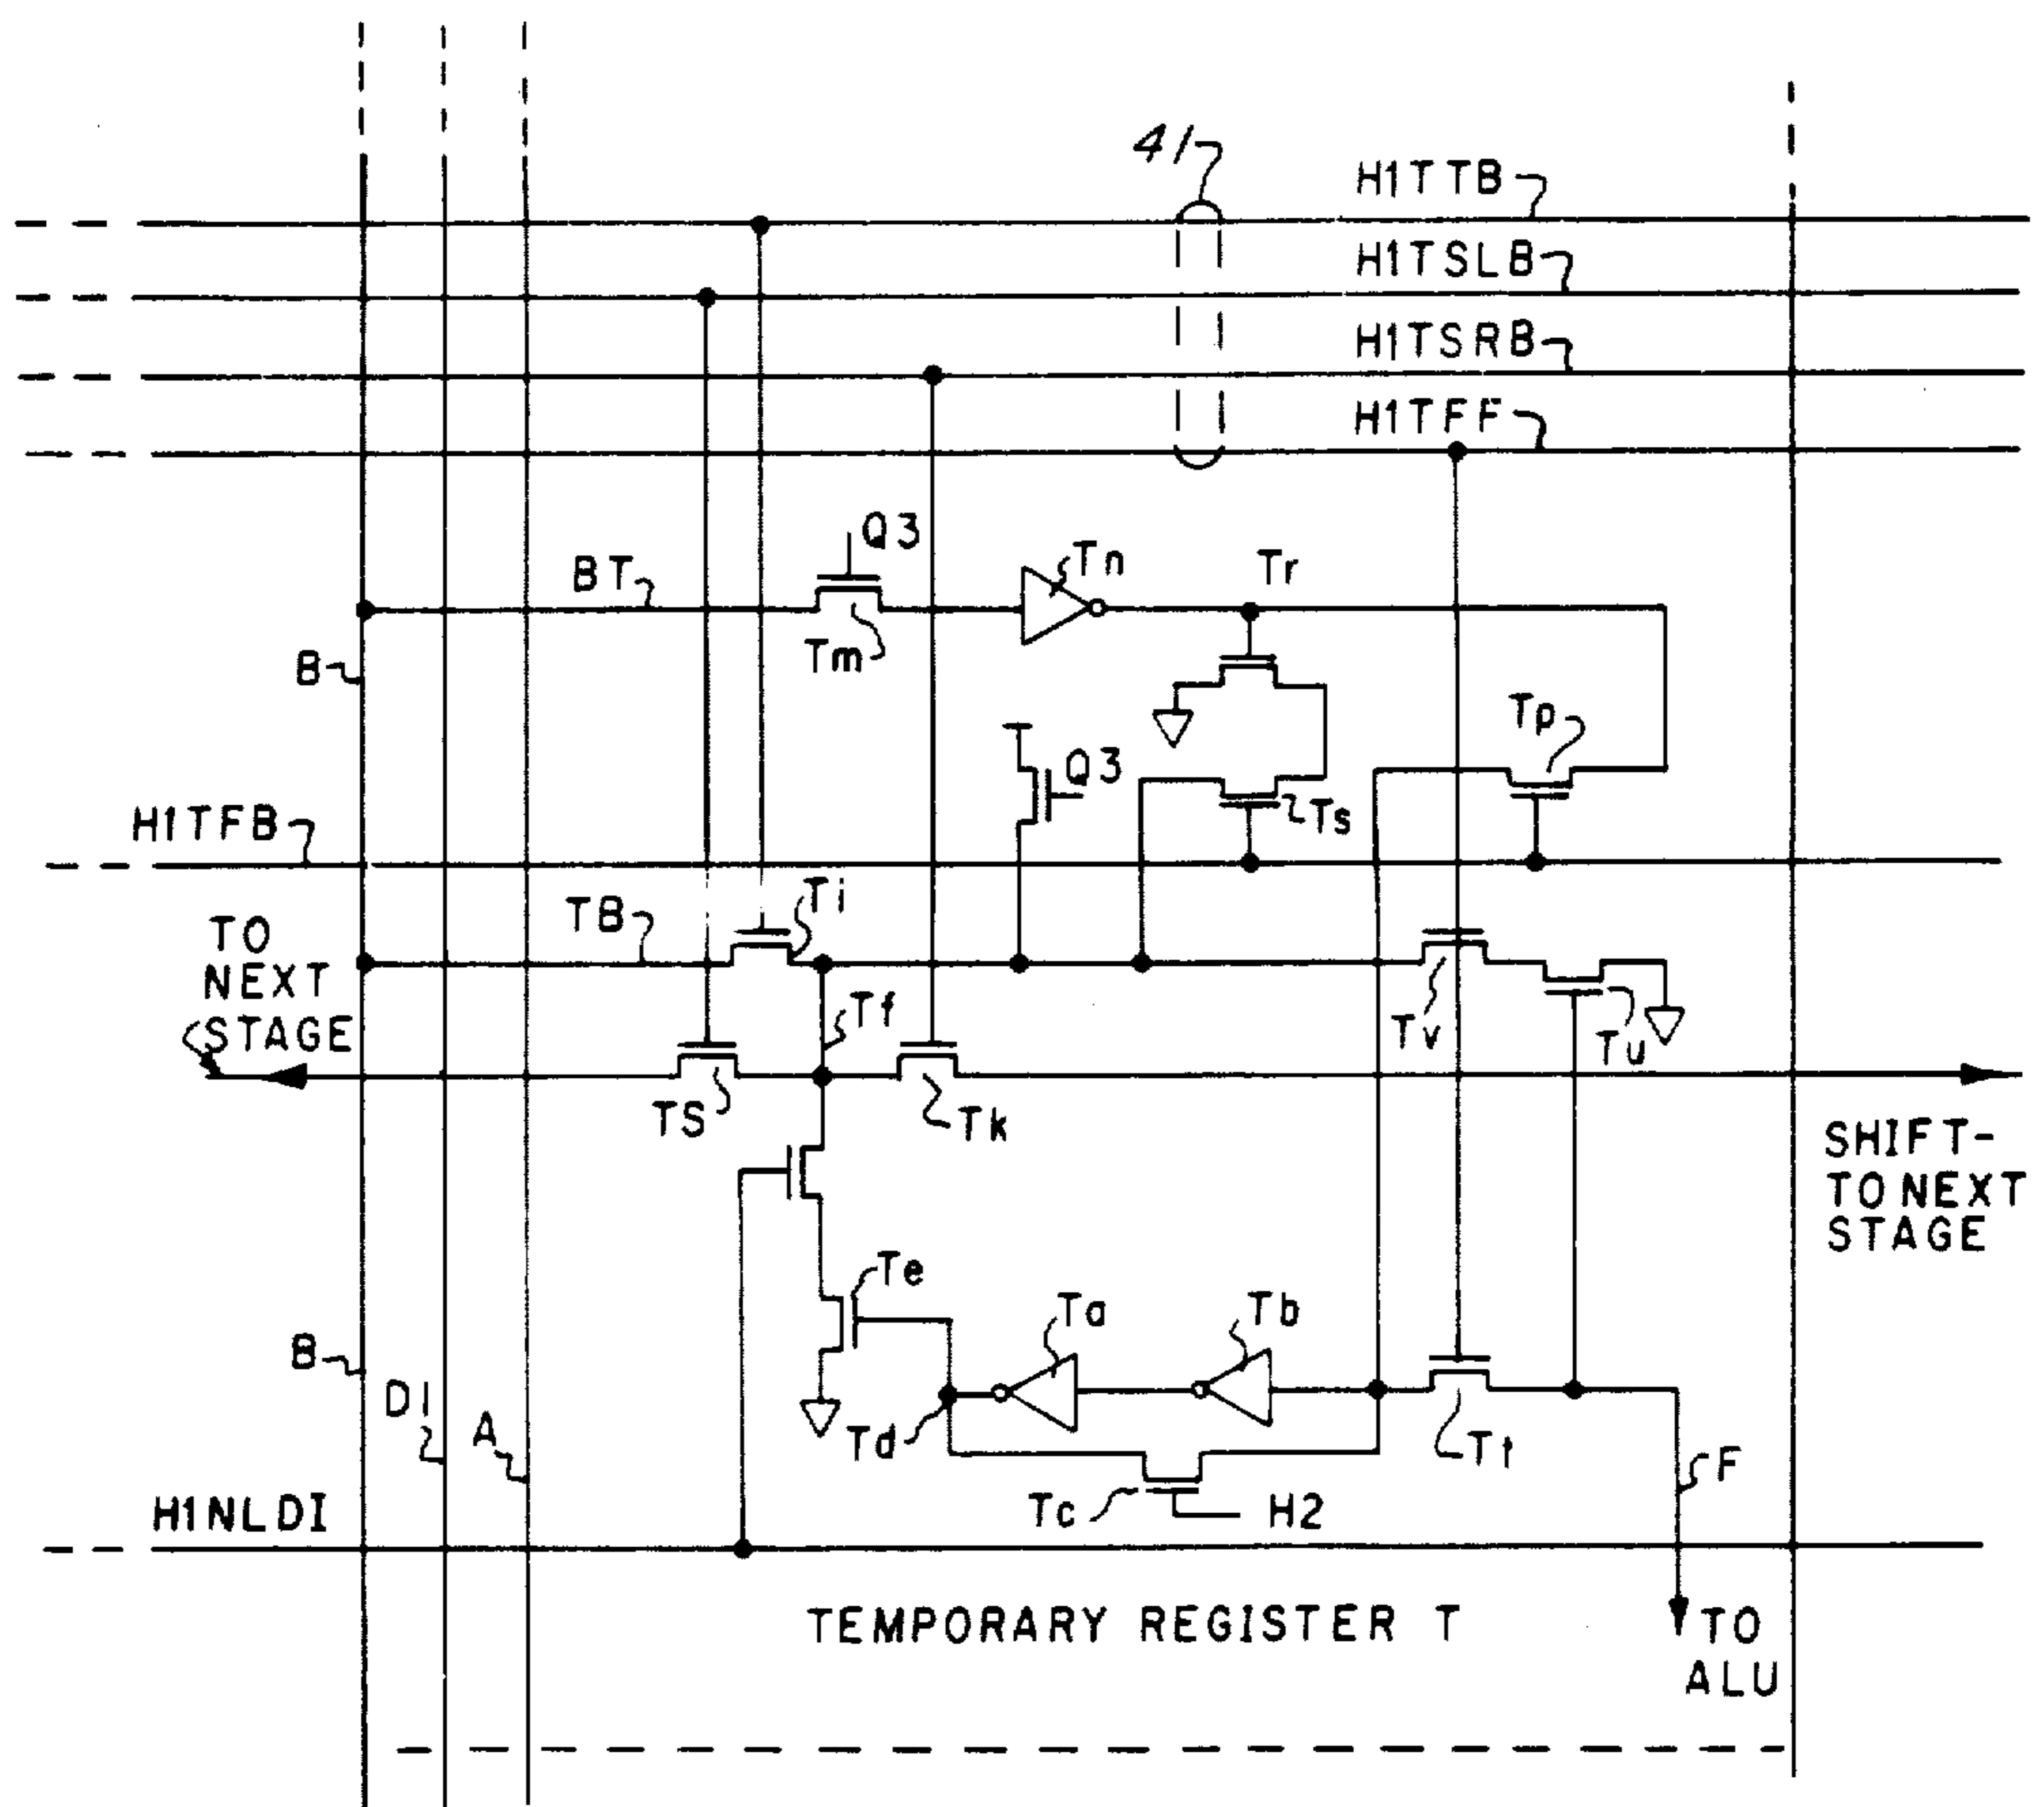 41
H1TTB
H1TSLB
H1TSRB
H1TFF
Q3
BT
Tn
Tr
Tm
B
Tp
Q3
Ts
H1TFB
TB
Ti
TO
NEXT
STAGE
Tf
Tv
Tu
TS
Tk
SHIFT-
TO NEXT
STAGE
Te
Ta
Tb
B
D1
A
Td
Tt
F
Tc
H2
H1NLDI
TEMPORARY REGISTER T
TO
ALU